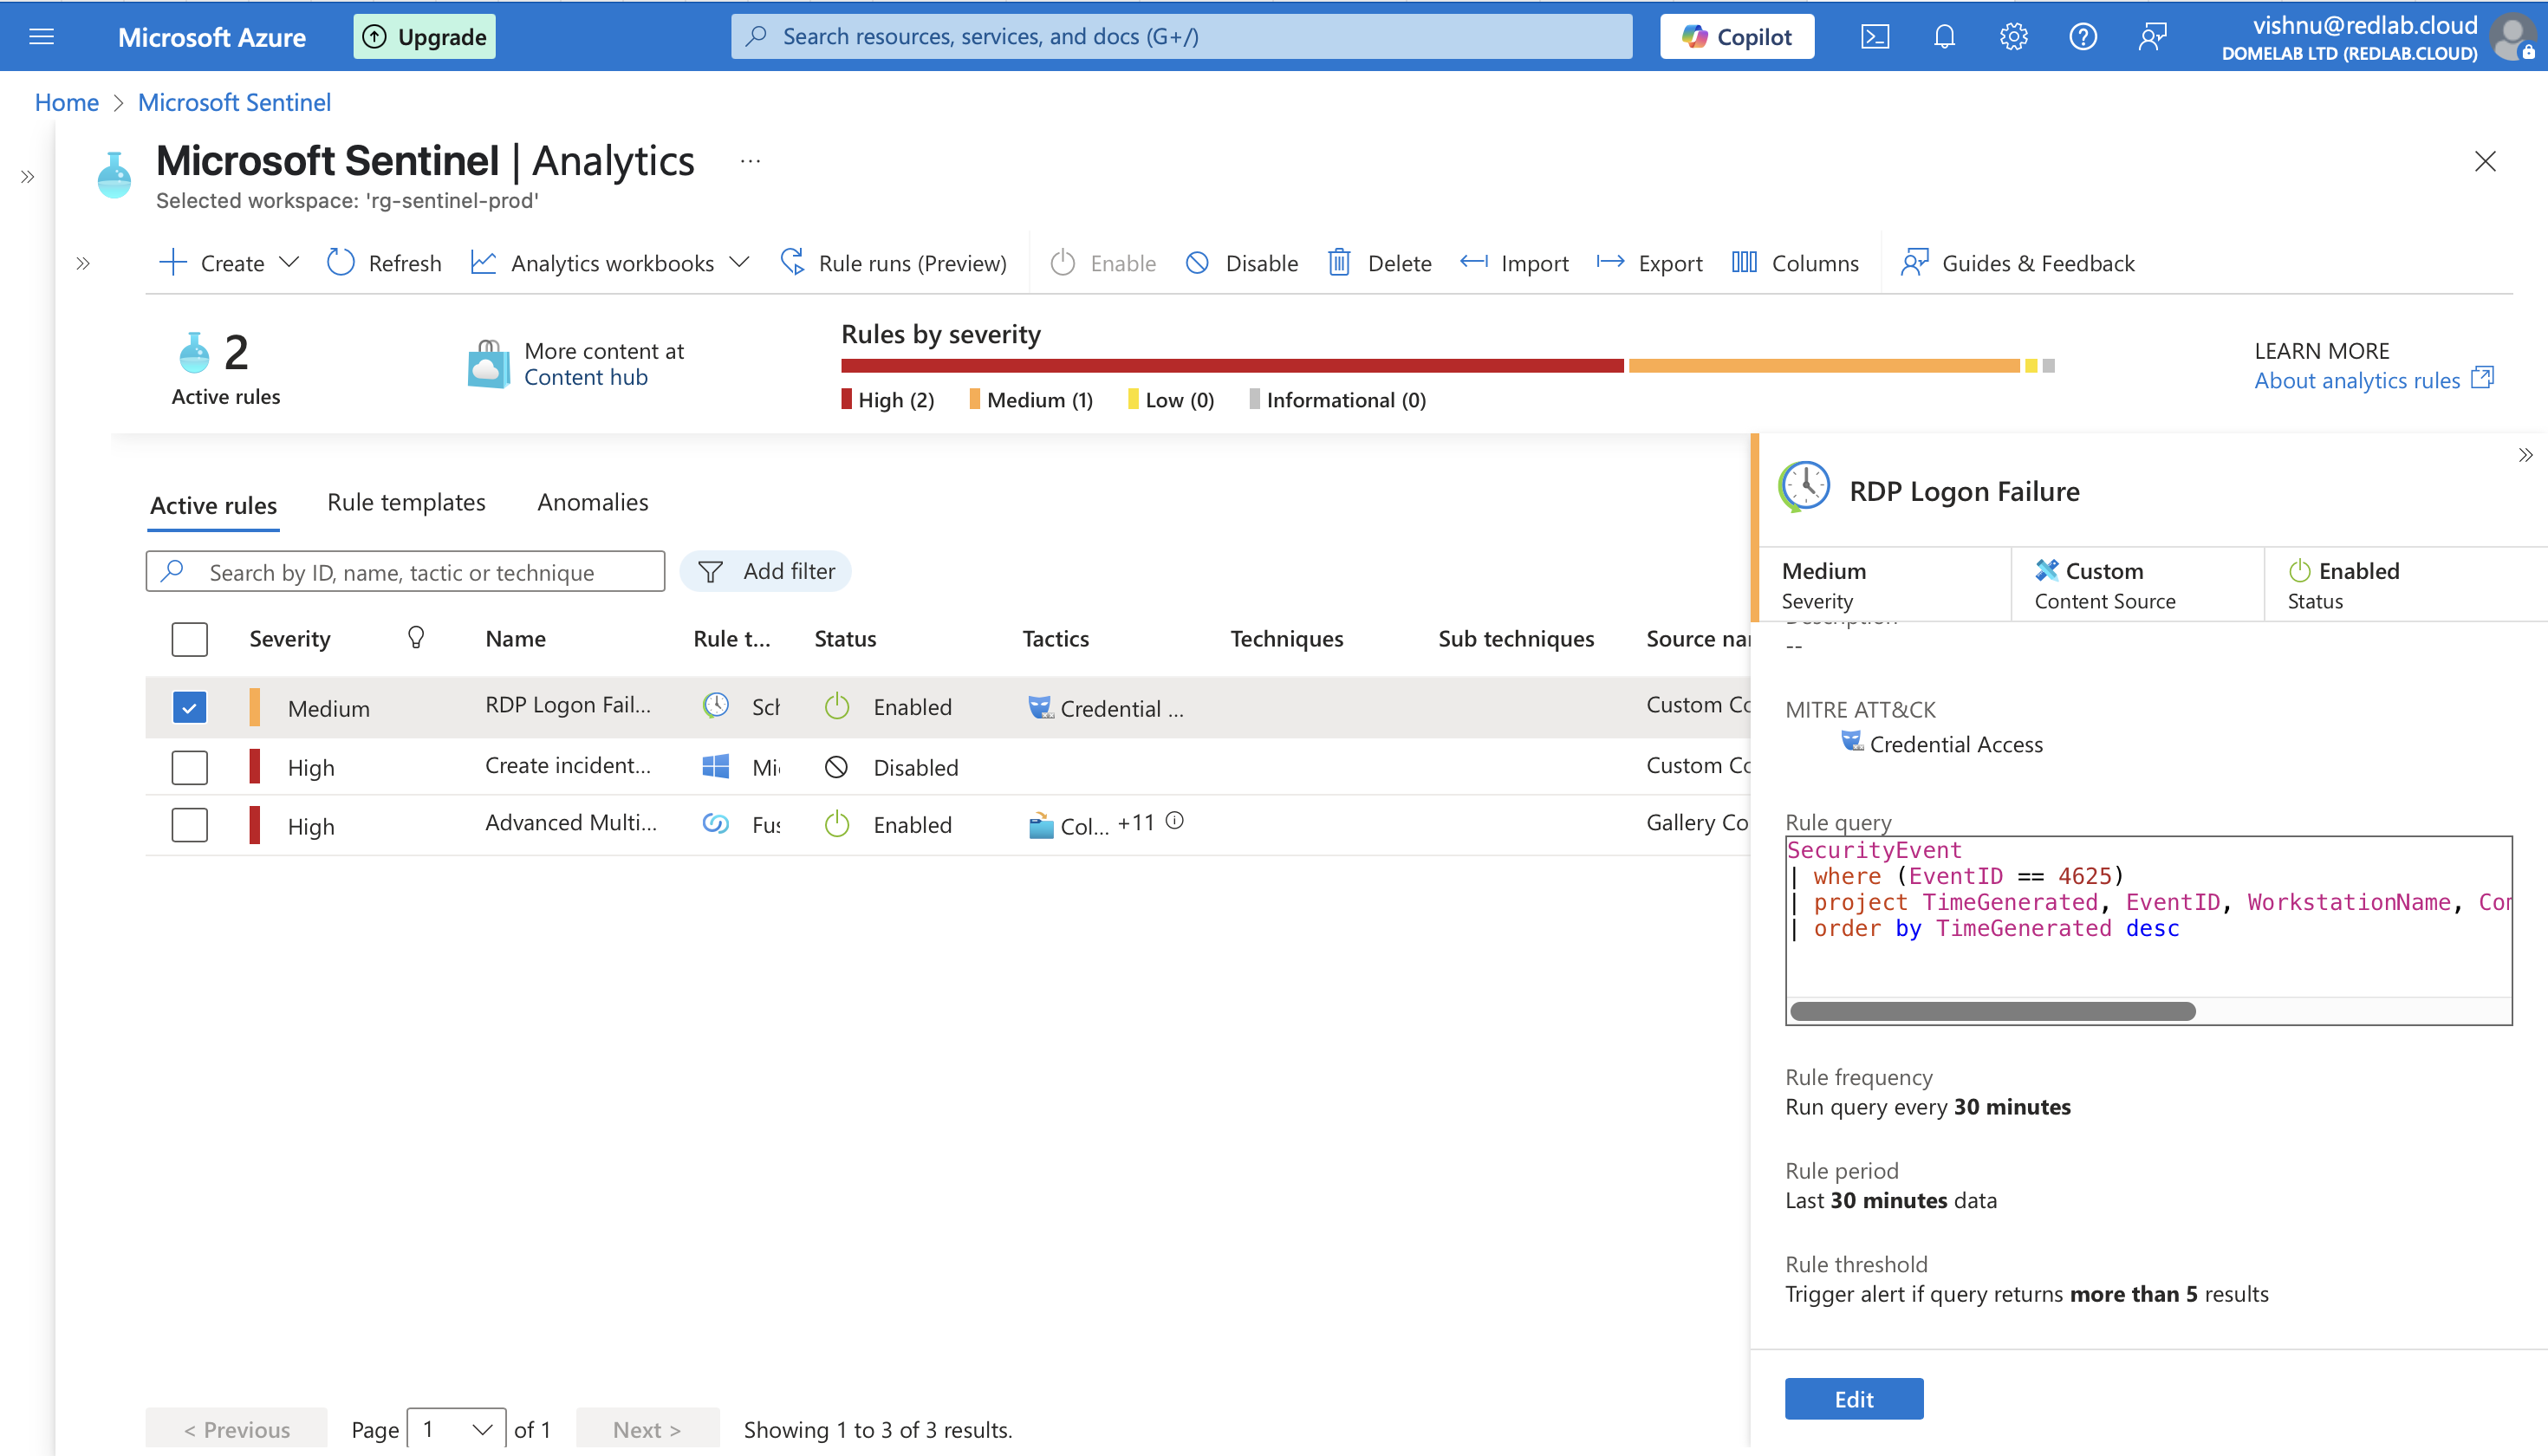 Microsoft Azure
Upgrade
Search resources, services, and docs (G+/)
Copilot
vishnu@redlab.cloud
DOMELAB LTD (REDLAB.CLOUD)
Home > Microsoft Sentinel
Microsoft Sentinel | Analytics ...
Selected workspace: 'rg-sentinel-prod'
Create
Refresh
Analytics workbooks
Rule runs (Preview)
Enable
Disable
Delete
Import
Export
Columns
Guides & Feedback
2
Active rules
More content at
Content hub
Rules by severity
High (2)
Medium (1)
Low (0)
Informational (0)
LEARN MORE
About analytics rules
Active rules
Rule templates
Anomalies
Search by ID, name, tactic or technique
Add filter
Severity Name Rule t... Status Tactics Techniques Sub techniques Source nar
Medium RDP Logon Fail... Sch Enabled Credential ... Custom Co
High Create incident... Mi Disabled Custom Co
High Advanced Multi... Fus Enabled Col... +11 Gallery Co
< Previous
Page 1 of 1
Next >
Showing 1 to 3 of 3 results.
RDP Logon Failure
Medium
Severity
Custom
Content Source
Enabled
Status
Description
--
MITRE ATT&CK
Credential Access
Rule query
SecurityEvent
| where (EventID == 4625)
| project TimeGenerated, EventID, WorkstationName, Con
| order by TimeGenerated desc
Rule frequency
Run query every 30 minutes
Rule period
Last 30 minutes data
Rule threshold
Trigger alert if query returns more than 5 results
Edit